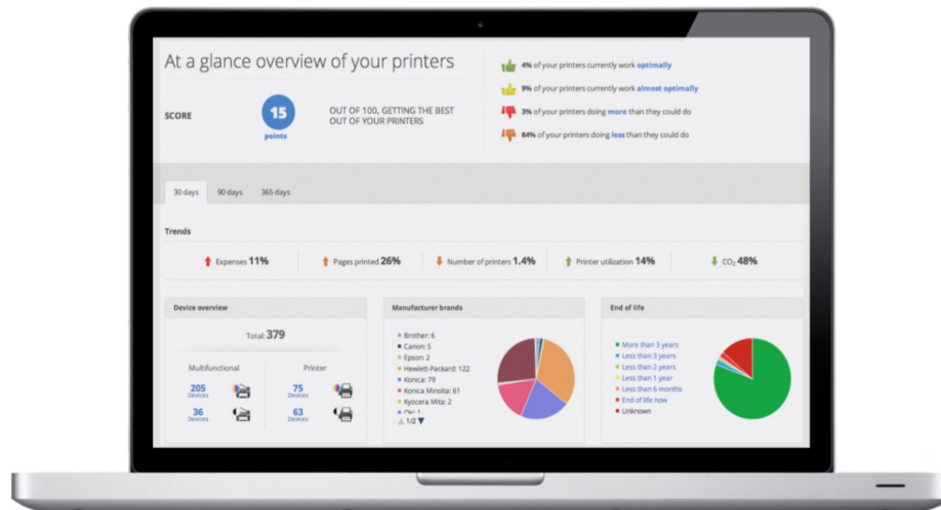 At a glance overview of your printers
SCORE
15
points
OUT OF 100, GETTING THE BEST
OUT OF YOUR PRINTERS
4% of your printers currently work optimally
9% of your printers currently work almost optimally
3% of your printers doing more than they could do
84% of your printers doing less than they could do
30 days 90 days 365 days
Trends
Expenses 11% Pages printed 26% Number of printers 1.4% Printer utilization 14% CO₂ 48%
Device overview
Total: 379
Multifunctional Printer
205 75
Devices Devices
36 63
Devices Devices
Manufacturer brands
Brother: 6
Canon: 5
Epson: 2
Hewlett-Packard: 122
Konica: 79
Konica Minolta: 61
Kyocera Mita: 2
1/2
End of life
More than 3 years
Less than 3 years
Less than 2 years
Less than 1 year
Less than 6 months
End of life now
Unknown